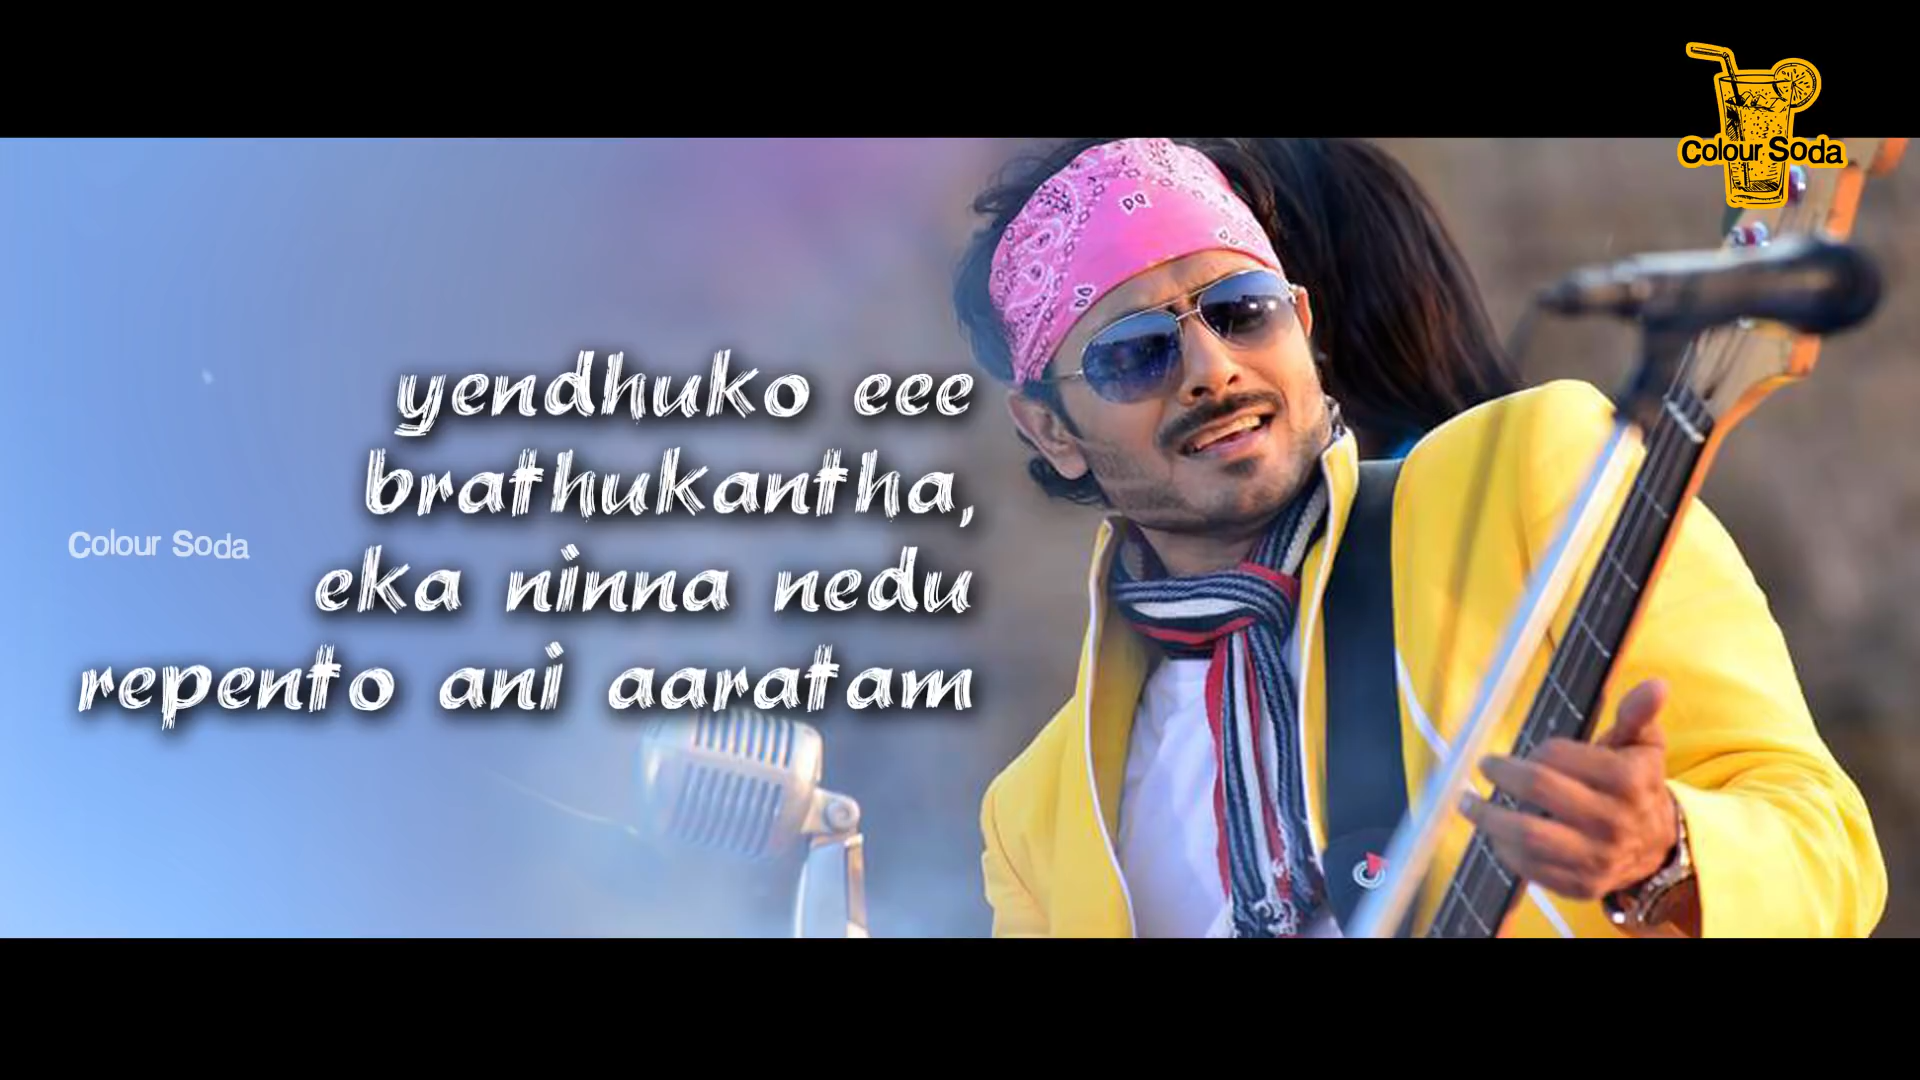 Colour Soda
yendhuko eee
brathukantha,
Colour Soda
eka ninna nedu
repento ani aaratam